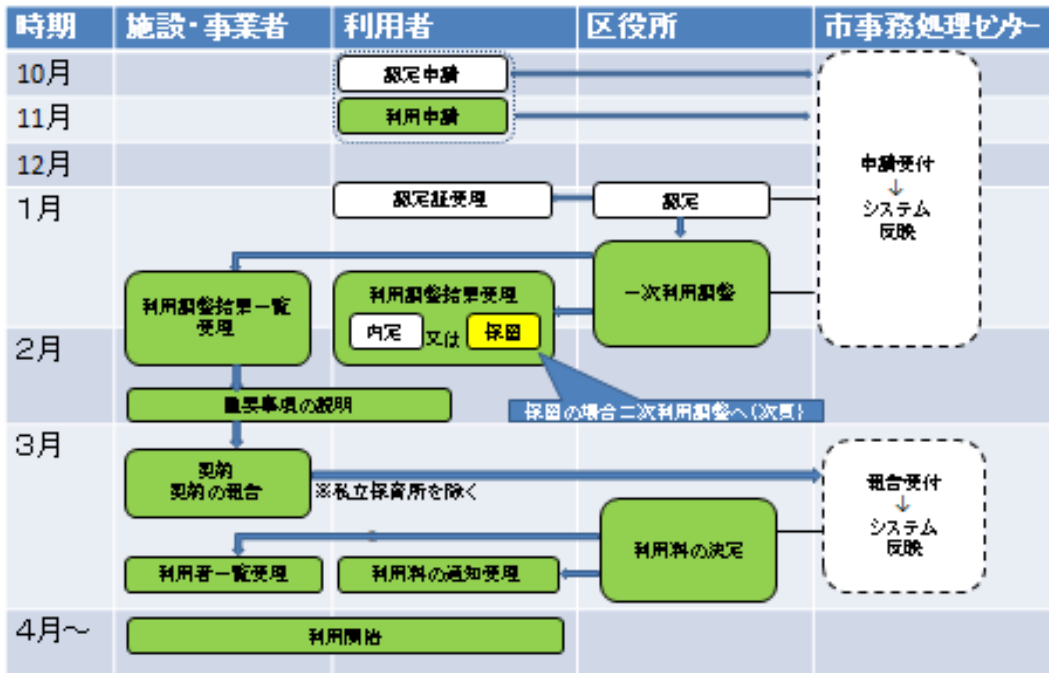 時期 施設・事業者 利用者 区役所 市事務処理センター
10月
認定申請
11月
利用申請
12月
申請受付
↓
システム
反映
1月
認定証受理
認定
利用調整結果一覧
受理
利用調整結果受理
内定 又は 保留
一次利用調整
2月
重要事項の説明
保留の場合二次利用調整へ(次頁)
3月
契約
契約の報告
※私立保育所を除く
報告受付
↓
システム
反映
利用料の決定
利用者一覧受理
利用料の通知受理
4月～
利用開始